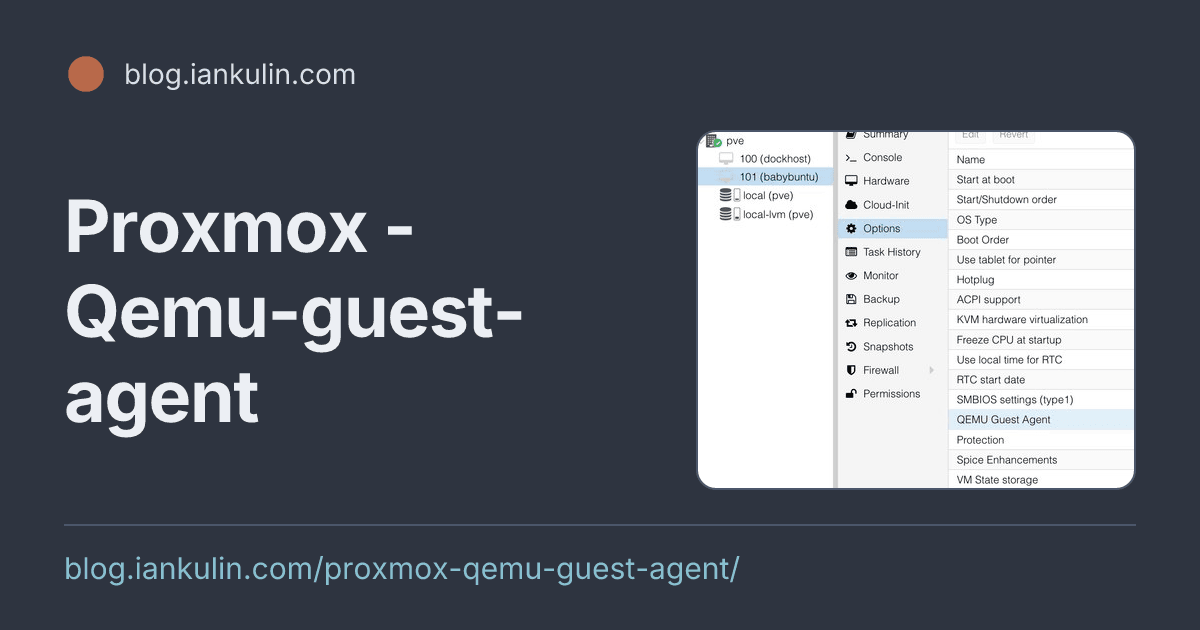 blog.iankulin.com
Proxmox -
Qemu-guest-
agent
pve
100 (dockhost)
101 (babybuntu)
local (pve)
local-lvm (pve)
Summary
Console
Hardware
Cloud-Init
Options
Task History
Monitor
Backup
Replication
Snapshots
Firewall
Permissions
Edit Revert
Name
Start at boot
Start/Shutdown order
OS Type
Boot Order
Use tablet for pointer
Hotplug
ACPI support
KVM hardware virtualization
Freeze CPU at startup
Use local time for RTC
RTC start date
SMBIOS settings (type1)
QEMU Guest Agent
Protection
Spice Enhancements
VM State storage
blog.iankulin.com/proxmox-qemu-guest-agent/